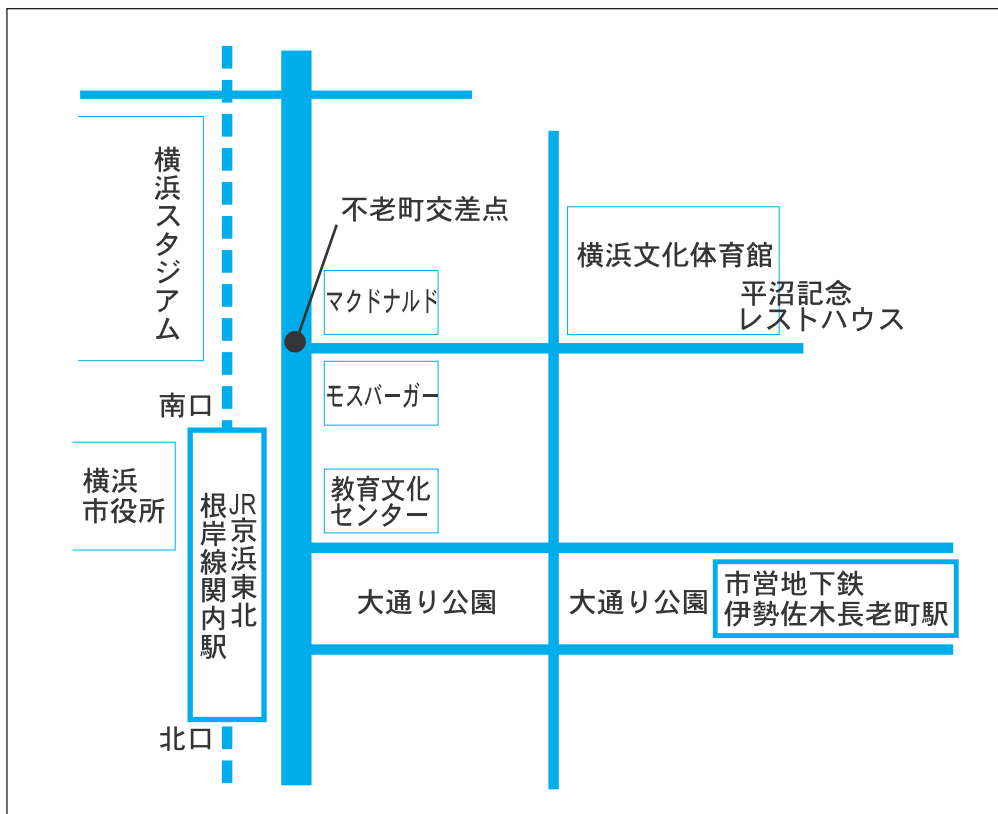 横浜スタジアム
不老町交差点
マクドナルド
横浜文化体育館
平沼記念
レストハウス
モスバーガー
南口
横浜
市役所
JR京浜東北
根岸線関内駅
教育文化
センター
大通り公園
大通り公園
市営地下鉄
伊勢佐木長老町駅
北口